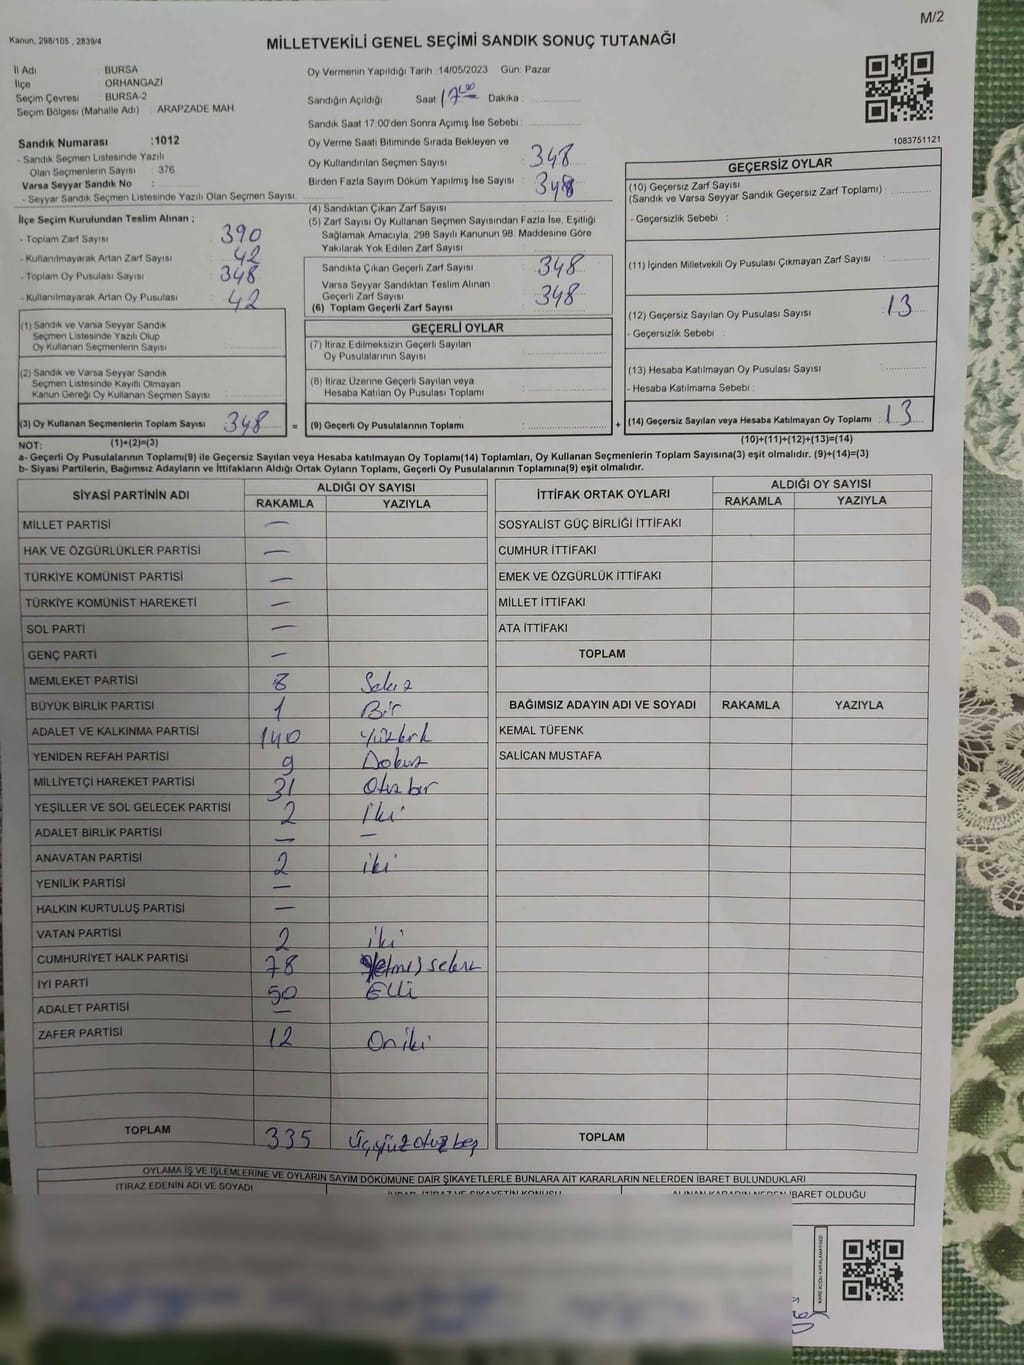 M/2
Kanun, 298/105 , 2839/4
MİLLETVEKİLİ GENEL SEÇİMİ SANDIK SONUÇ TUTANAĞI
İl Adı : BURSA
İlçe : ORHANGAZİ
Seçim Çevresi : BURSA-2
Seçim Bölgesi (Mahalle Adı) : ARAPZADE MAH.
Sandık Numarası :1012
- Sandık Seçmen Listesinde Yazılı
Olan Seçmenlerin Sayısı : 376
Varsa Seyyar Sandık No :
- Seyyar Sandık Seçmen Listesinde Yazılı Olan Seçmen Sayısı:
Oy Vermenin Yapıldığı Tarih :14/05/2023 Gün: Pazar
Sandığın Açıldığı Saat: 17.00 Dakika :
Sandık Saat 17:00'den Sonra Açımış İse Sebebi :
Oy Verme Saati Bitiminde Sırada Bekleyen ve
Oy Kullandırılan Seçmen Sayısı : 348
Birden Fazla Sayım Döküm Yapılmış İse Sayısı : 348
1083751121
İlçe Seçim Kurulundan Teslim Alınan ;
- Toplam Zarf Sayısı : 390
- Kullanılmayarak Artan Zarf Sayısı : 42
- Toplam Oy Pusulası Sayısı : 348
- Kullanılmayarak Artan Oy Pusulası : 42
(1) Sandık ve Varsa Seyyar Sandık
Seçmen Listesinde Yazılı Olup
Oy Kullanan Seçmenlerin Sayısı :
(2) Sandık ve Varsa Seyyar Sandık
Seçmen Listesinde Kayıtlı Olmayan
Kanun Gereği Oy Kullanan Seçmen Sayısı :
(3) Oy Kullanan Seçmenlerin Toplam Sayısı : 348 =
(1)+(2)=(3)
(4) Sandıktan Çıkan Zarf Sayısı :
(5) Zarf Sayısı Oy Kullanan Seçmen Sayısından Fazla İse, Eşitliği
Sağlamak Amacıyla; 298 Sayılı Kanunun 98. Maddesine Göre
Yakılarak Yok Edilen Zarf Sayısı :
Sandıkta Çıkan Geçerli Zarf Sayısı : 348
Varsa Seyyar Sandıktan Teslim Alınan
Geçerli Zarf Sayısı : 348
(6) Toplam Geçerli Zarf Sayısı :
GEÇERLİ OYLAR
(7) İtiraz Edilmeksizin Geçerli Sayılan
Oy Pusulalarının Sayısı :
(8) İtiraz Üzerine Geçerli Sayılan veya
Hesaba Katılan Oy Pusulası Toplamı :
(9) Geçerli Oy Pusulalarının Toplamı : +
GEÇERSİZ OYLAR
(10) Geçersiz Zarf Sayısı
(Sandık ve Varsa Seyyar Sandık Geçersiz Zarf Toplamı) :
- Geçersizlik Sebebi :
(11) İçinden Milletvekili Oy Pusulası Çıkmayan Zarf Sayısı :
(12) Geçersiz Sayılan Oy Pusulası Sayısı : 13
- Geçersizlik Sebebi :
(13) Hesaba Katılmayan Oy Pusulası Sayısı :
- Hesaba Katılmama Sebebi :
(14) Geçersiz Sayılan veya Hesaba Katılmayan Oy Toplamı : 13
(10)+(11)+(12)+(13)=(14)
NOT:
a- Geçerli Oy Pusulalarının Toplamı(9) ile Geçersiz Sayılan veya Hesaba katılmayan Oy Toplamı(14) Toplamları, Oy Kullanan Seçmenlerin Toplam Sayısına(3) eşit olmalıdır. (9)+(14)=(3)
b- Siyasi Partilerin, Bağımsız Adayların ve İttifakların Aldığı Ortak Oyların Toplamı, Geçerli Oy Pusulalarının Toplamına(9) eşit olmalıdır.
SİYASİ PARTİNİN ADI ALDIĞI OY SAYISI
RAKAMLA YAZIYLA
MİLLET PARTİSİ —
HAK VE ÖZGÜRLÜKLER PARTİSİ —
TÜRKİYE KOMÜNİST PARTİSİ —
TÜRKİYE KOMÜNİST HAREKETİ —
SOL PARTİ —
GENÇ PARTİ —
MEMLEKET PARTİSİ 8 Sekiz
BÜYÜK BİRLİK PARTİSİ 1 Bir
ADALET VE KALKINMA PARTİSİ 140 Yüzkırk
YENİDEN REFAH PARTİSİ 9 Dokuz
MİLLİYETÇİ HAREKET PARTİSİ 31 Otuzbir
YEŞİLLER VE SOL GELECEK PARTİSİ 2 İki
ADALET BİRLİK PARTİSİ — —
ANAVATAN PARTİSİ 2 iki
YENİLİK PARTİSİ —
HALKIN KURTULUŞ PARTİSİ —
VATAN PARTİSİ 2 iki
CUMHURİYET HALK PARTİSİ 78 Yetmiş sekiz
İYİ PARTİ 50 Elli
ADALET PARTİSİ —
ZAFER PARTİSİ 12 Oniki
TOPLAM 335 Üçyüz otuz beş
İTTİFAK ORTAK OYLARI ALDIĞI OY SAYISI
RAKAMLA YAZIYLA
SOSYALİST GÜÇ BİRLİĞİ İTTİFAKI
CUMHUR İTTİFAKI
EMEK VE ÖZGÜRLÜK İTTİFAKI
MİLLET İTTİFAKI
ATA İTTİFAKI
TOPLAM
BAĞIMSIZ ADAYIN ADI VE SOYADI RAKAMLA YAZIYLA
KEMAL TÜFENK
SALİCAN MUSTAFA
TOPLAM
OYLAMA İŞ VE İŞLEMLERİNE VE OYLARIN SAYIM DÖKÜMÜNE DAİR ŞİKAYETLERLE BUNLARA AİT KARARLARIN NELERDEN İBARET BULUNDUKLARI
İTİRAZ EDENİN ADI VE SOYADI
İBARET OLDUĞU